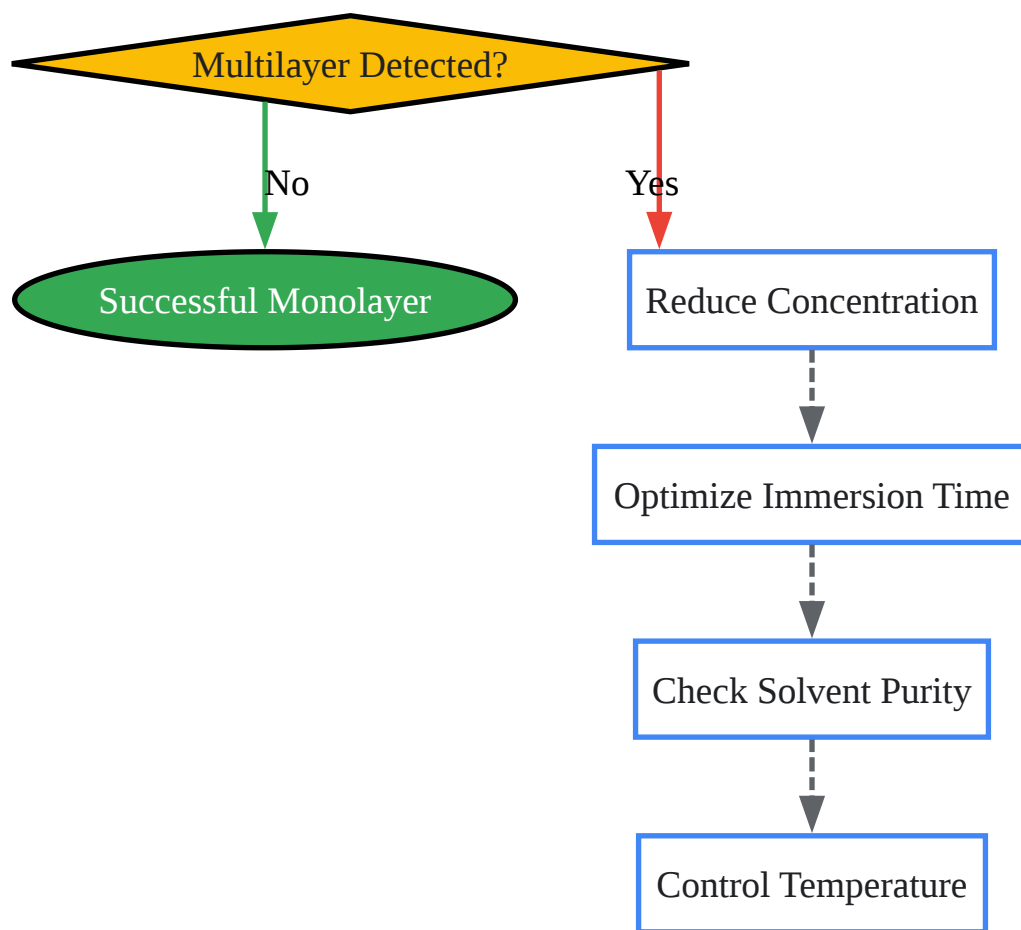 Multilayer Detected?
No
Yes
Successful Monolayer
Reduce Concentration
Optimize Immersion Time
Check Solvent Purity
Control Temperature